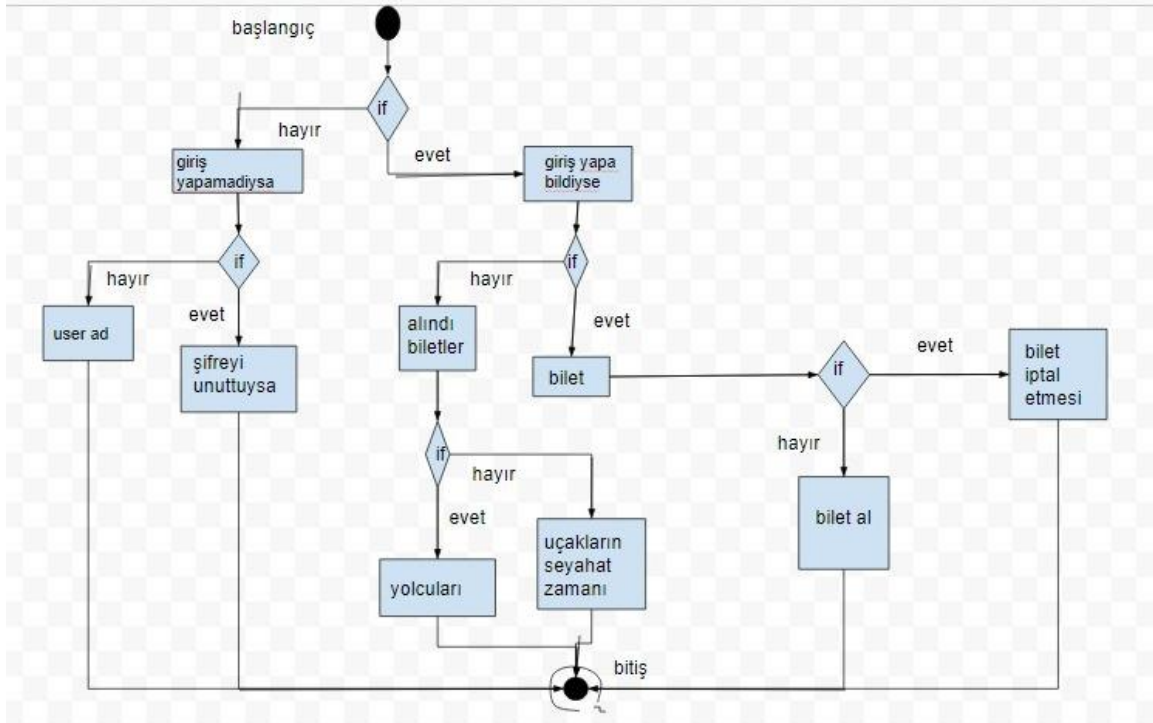 başlangıç
if
hayır
evet
giriş
yapamadiysa
giriş yapa
bildiyse
if
hayır
evet
user ad
şifreyi
unuttuysa
if
hayır
evet
alındı
biletler
bilet
if
evet
hayır
bilet
iptal
etmesi
bilet al
if
hayır
evet
yolcuları
uçakların
seyahat
zamanı
bitiş